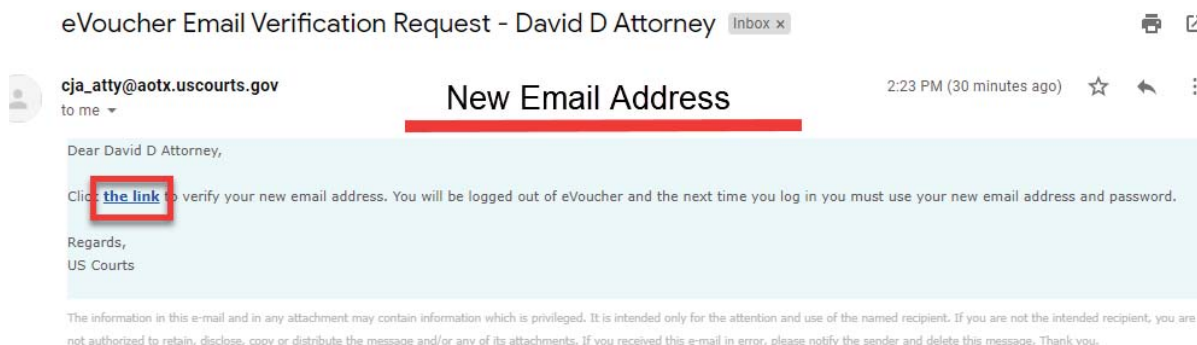 eVoucher Email Verification Request - David D Attorney Inbox x
cja_atty@aotx.uscourts.gov
to me
New Email Address
2:23 PM (30 minutes ago)
Dear David D Attorney,
Click the link to verify your new email address. You will be logged out of eVoucher and the next time you log in you must use your new email address and password.
Regards,
US Courts
The information in this e-mail and in any attachment may contain information which is privileged. It is intended only for the attention and use of the named recipient. If you are not the intended recipient, you are
not authorized to retain, disclose, copy or distribute the message and/or any of its attachments. If you received this e-mail in error, please notify the sender and delete this message. Thank you.